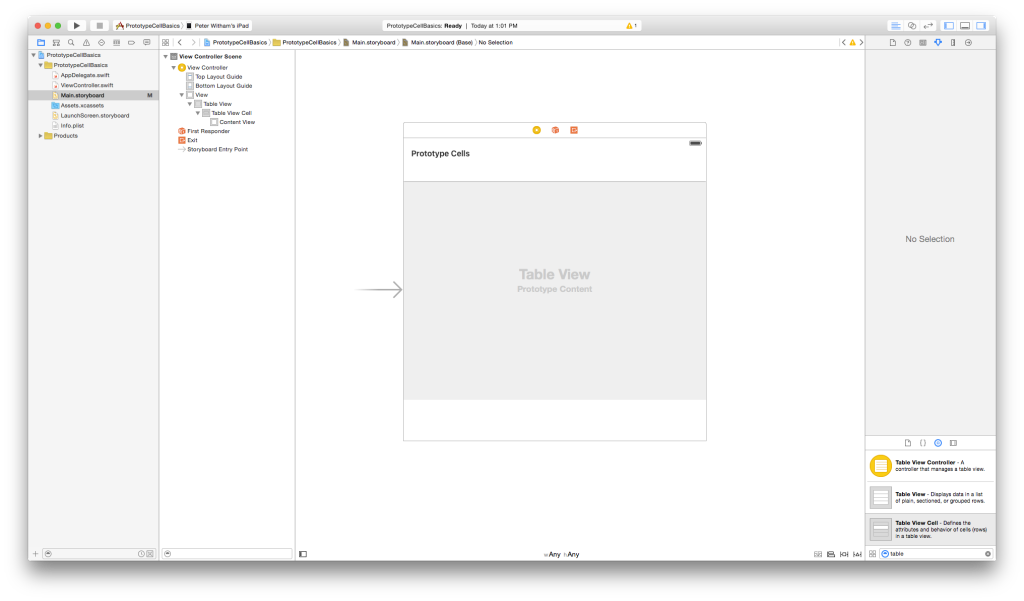 PrototypeCellBasics
Peter Witham's iPad
PrototypeCellBasics: Ready | Today at 1:01 PM
1
PrototypeCellBasics
PrototypeCellBasics
Main.storyboard
Main.storyboard (Base)
No Selection
PrototypeCellBasics
PrototypeCellBasics
AppDelegate.swift
ViewController.swift
Main.storyboard M
Assets.xcassets
LaunchScreen.storyboard
Info.plist
Products
View Controller Scene
View Controller
Top Layout Guide
Bottom Layout Guide
View
Table View
Table View Cell
Content View
First Responder
Exit
Storyboard Entry Point
Prototype Cells
Table View
Prototype Content
wAny hAny
No Selection
Table View Controller - A
controller that manages a table view.
Table View - Displays data in a list
of plain, sectioned, or grouped rows.
Table View Cell - Defines the
attributes and behavior of cells (rows)
in a table view.
table